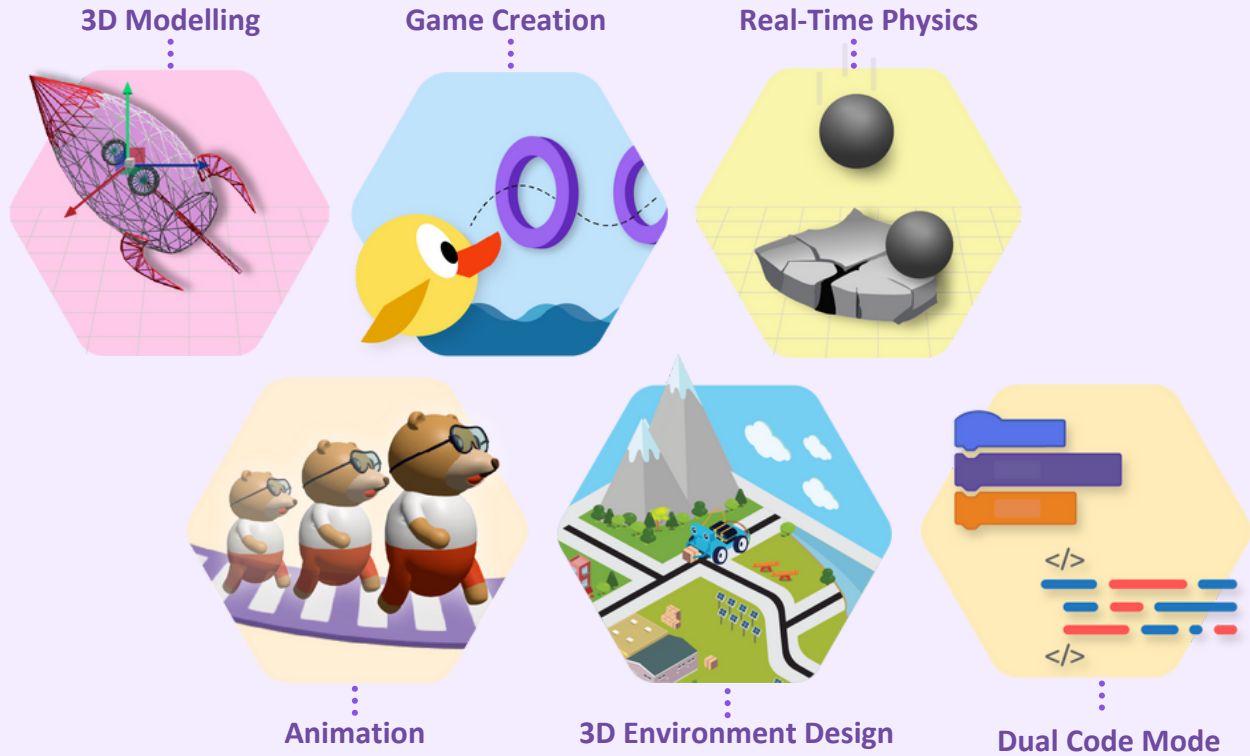 3D Modelling
Game Creation
Real-Time Physics
</>
</>
Animation
3D Environment Design
Dual Code Mode